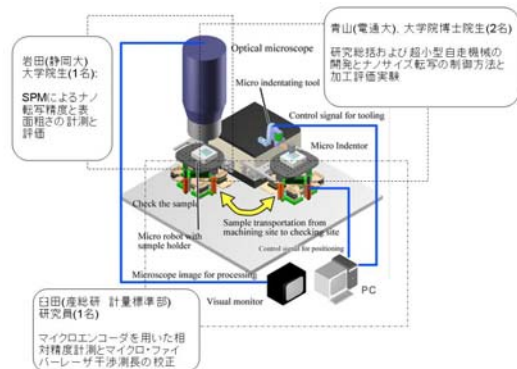 岩田(静岡大)
大学院生(1名):
SPMによるナノ
転写精度と表
面粗さの計測と
評価
Optical microscope
Micro indentating tool
青山(電通大)、大学院博士院生(2名)
研究総括および超小型自走機械の
開発とナノサイズ転写の制御方法と
加工評価実験
Control signal for tooling
Micro Indentor
Check the sample
Sample transportation from
machining site to checking site
Micro robot with
sample holder
Control signal for positioning
Microscope image for processing
PC
Visual monitor
臼田(産総研 計量標準部)
研究員(1名)
マイクロエンコーダを用いた相
対精度計測とマイクロ・ファイ
バーレーザ干渉測長の校正